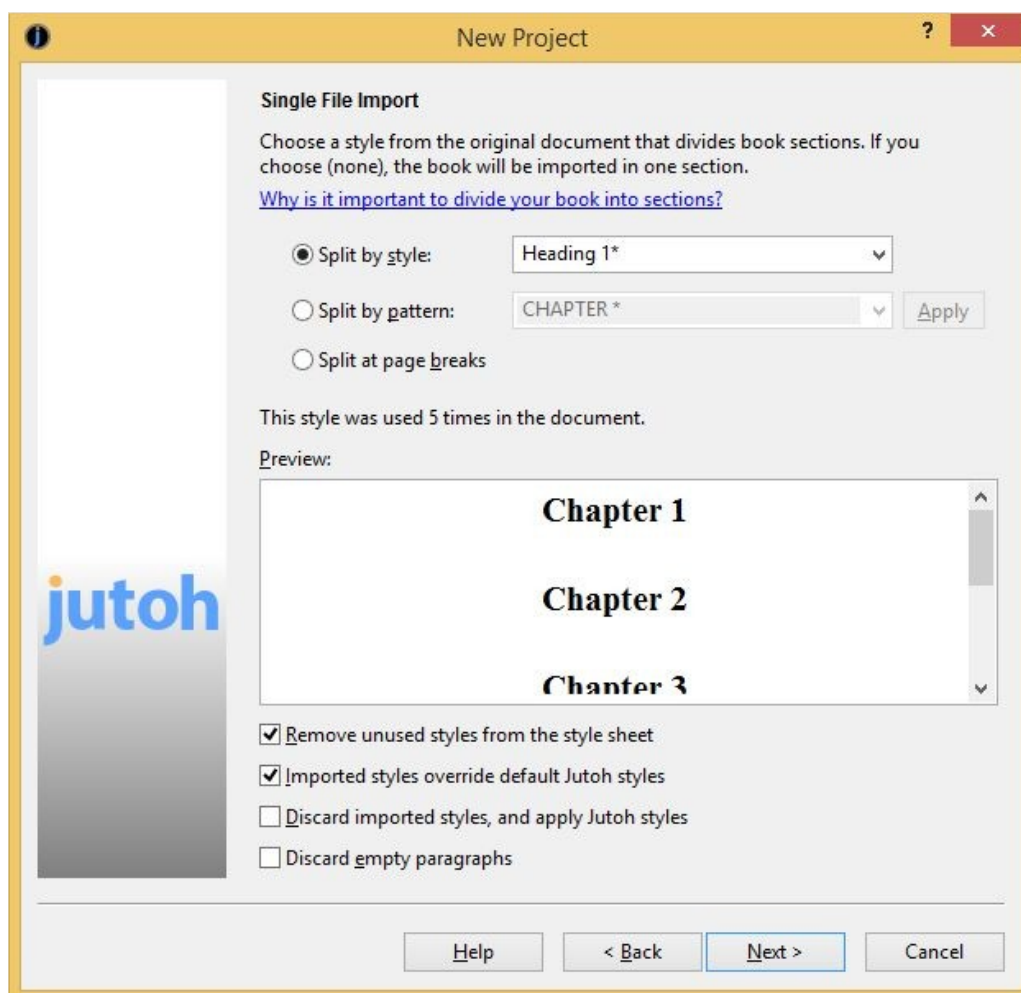 New Project
?
×
Single File Import
Choose a style from the original document that divides book sections. If you
choose (none), the book will be imported in one section.
Why is it important to divide your book into sections?
Split by style: Heading 1*
Split by pattern: CHAPTER * Apply
Split at page breaks
This style was used 5 times in the document.
Preview:
Chapter 1
Chapter 2
Chapter 3
jutoh
Remove unused styles from the style sheet
Imported styles override default Jutoh styles
Discard imported styles, and apply Jutoh styles
Discard empty paragraphs
Help < Back Next > Cancel